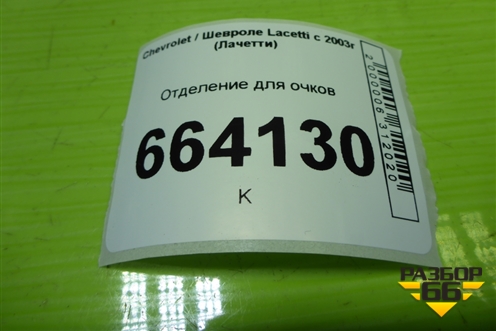 Chevrolet / Шевроле Lacetti с 2003г
(Лачетти)
Отделение для очков
664130
К
2000006312020
РАЗБОР
66